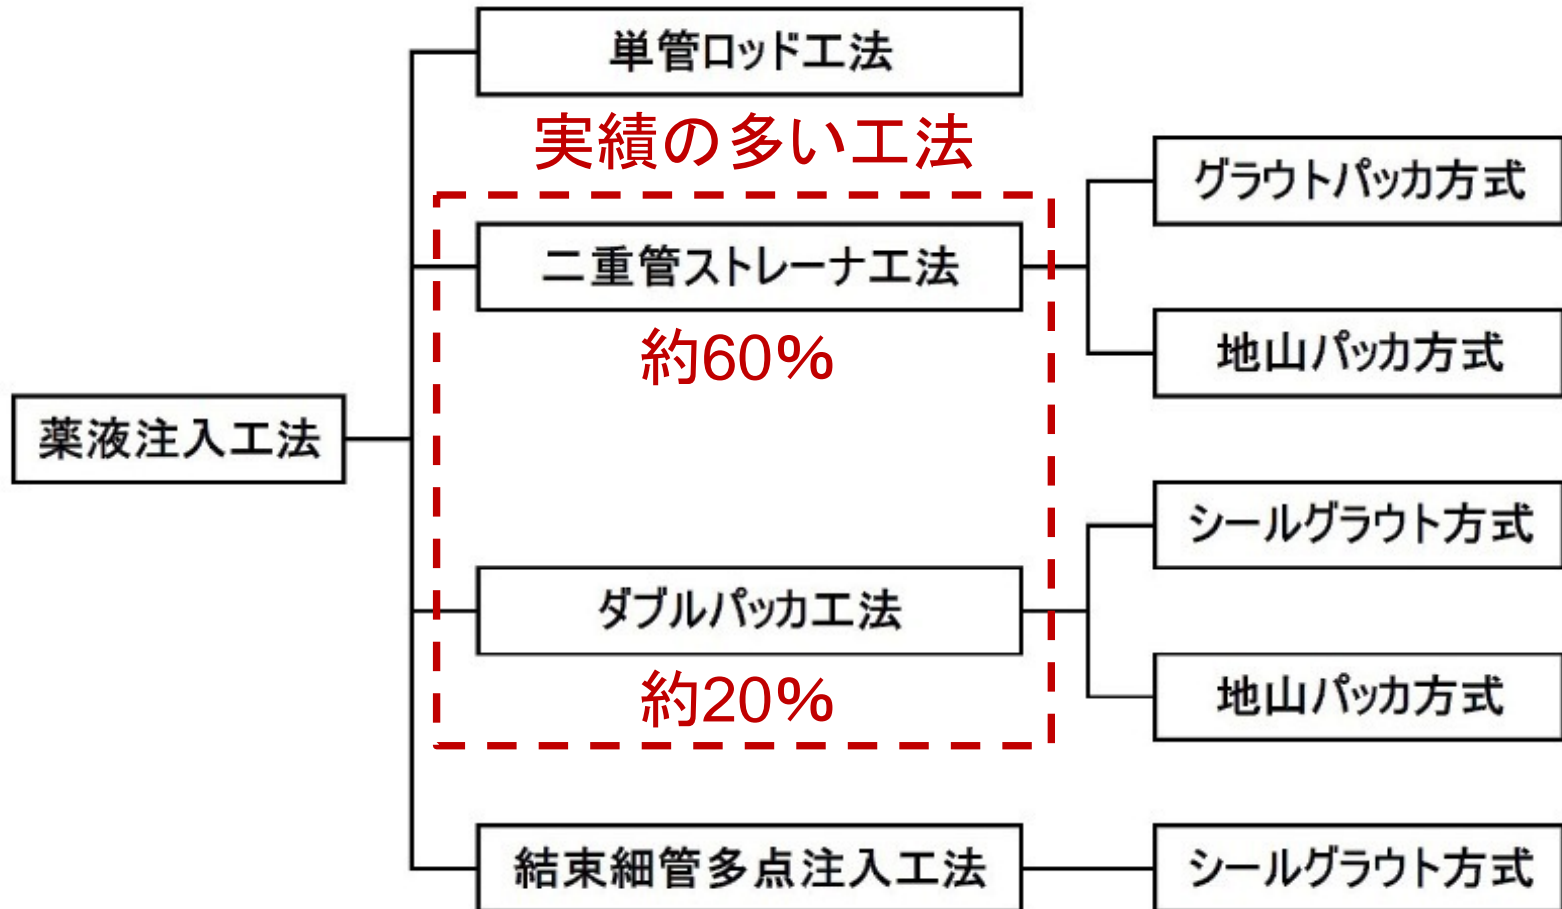 単管ロッド工法
実績の多い工法
グラウトパッカ方式
二重管ストレーナ工法
約60%
地山パッカ方式
薬液注入工法
シールグラウト方式
ダブルパッカ工法
約20%
地山パッカ方式
結束細管多点注入工法
シールグラウト方式